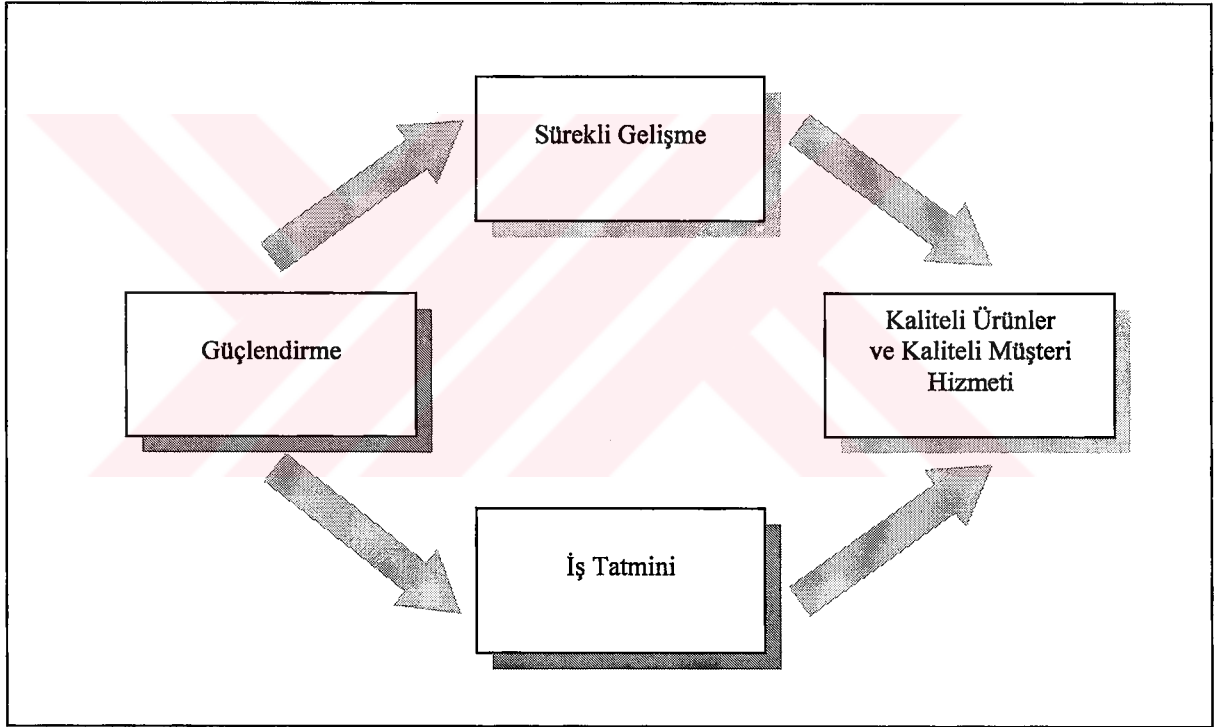 Sürekli Gelişme
Güçlendirme
Kaliteli Ürünler
ve Kaliteli Müşteri
Hizmeti
İş Tatmini